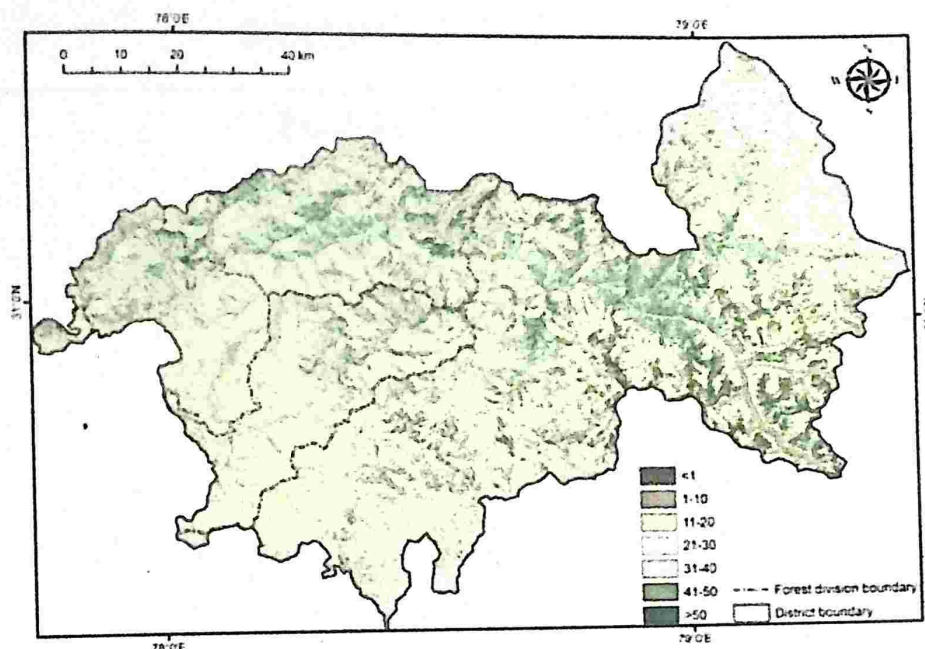 78°0'E 79°0'E
0 10 20 40 km
W
31°0'N
<1
1-10
11-20
21-30
31-40
41-50
>50
Forest division boundary
District boundary
78°0'E 79°0'E